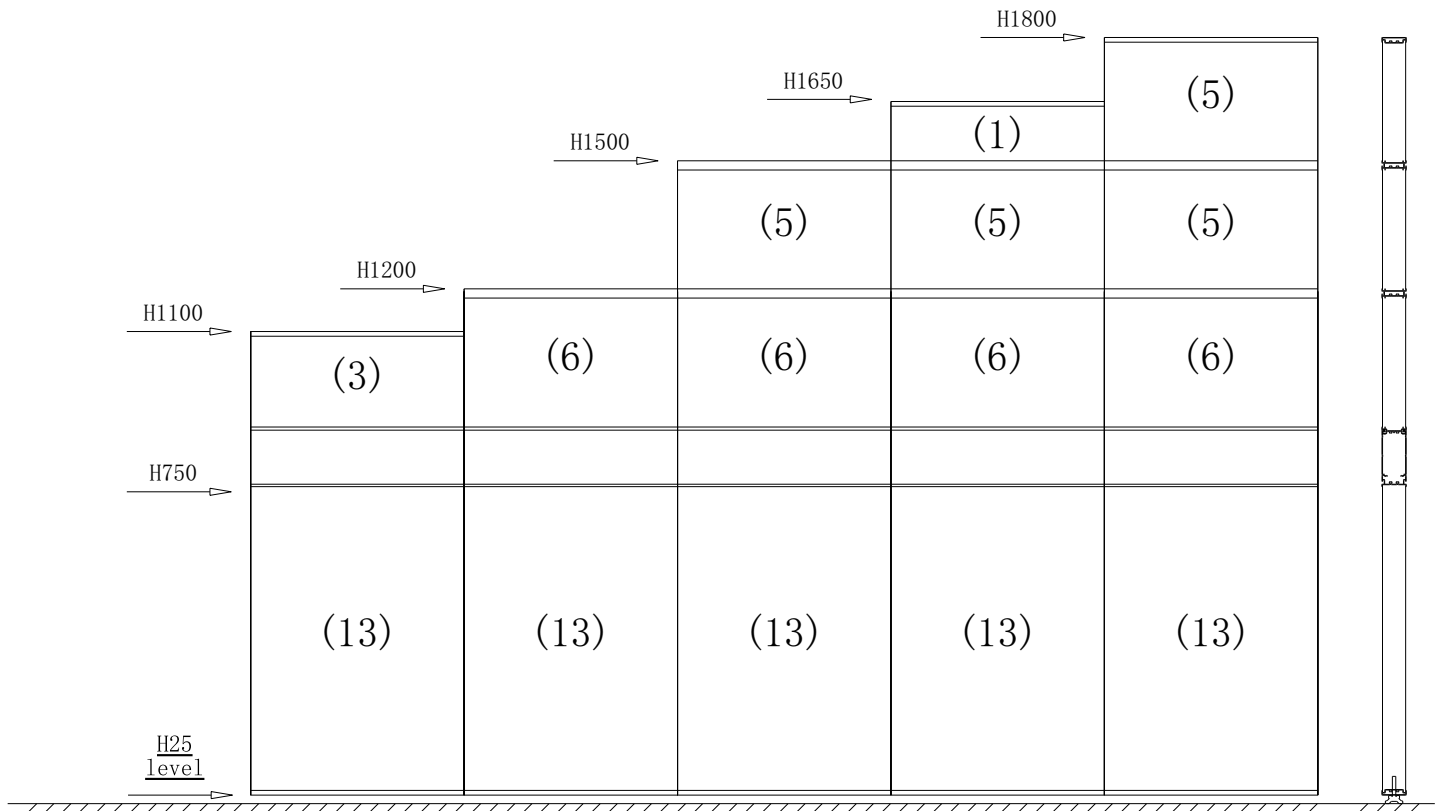 H1800
H1650
(5)
(1)
H1500
(5) (5) (5)
H1200
H1100
(6) (6) (6) (6)
(3)
H750
(13) (13) (13) (13) (13)
H25
level